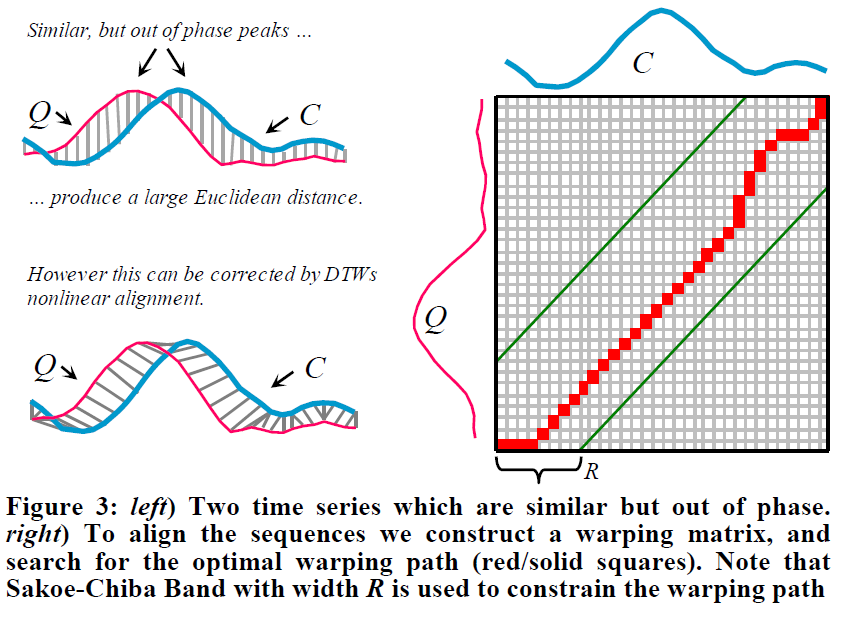 Similar, but out of phase peaks …
Q
C
… produce a large Euclidean distance.
However this can be corrected by DTWs
nonlinear alignment.
Q
C
C
Q
R
Figure 3: left) Two time series which are similar but out of phase.
right) To align the sequences we construct a warping matrix, and
search for the optimal warping path (red/solid squares). Note that
Sakoe-Chiba Band with width R is used to constrain the warping path